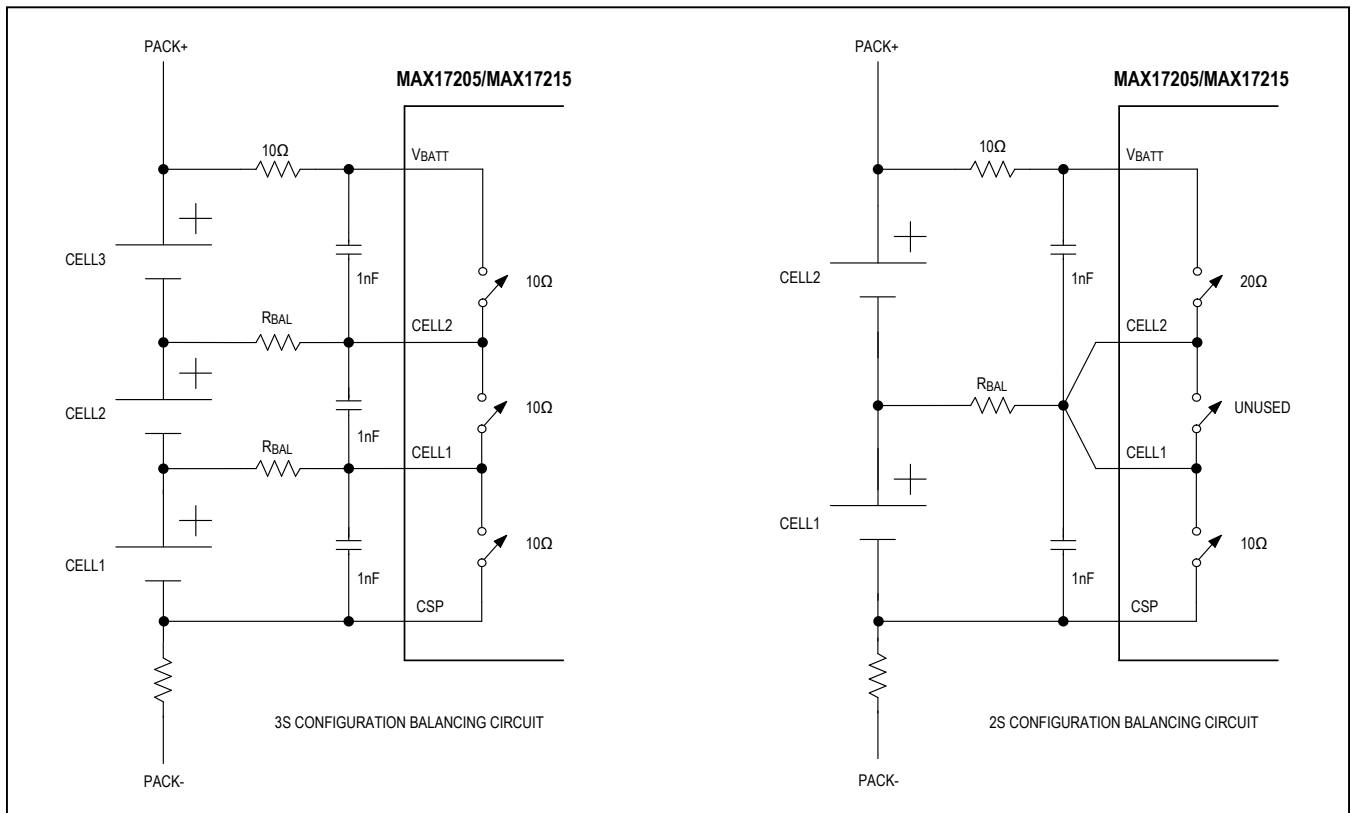 PACK+
MAX17205/MAX17215
10Ω
VBATT
CELL3
1nF
10Ω
RBAL
CELL2
CELL2
1nF
10Ω
RBAL
CELL1
CELL1
1nF
10Ω
CSP
3S CONFIGURATION BALANCING CIRCUIT
PACK-
PACK+
MAX17205/MAX17215
10Ω
VBATT
CELL2
1nF
20Ω
CELL2
RBAL
UNUSED
CELL1
CELL1
1nF
10Ω
CSP
2S CONFIGURATION BALANCING CIRCUIT
PACK-